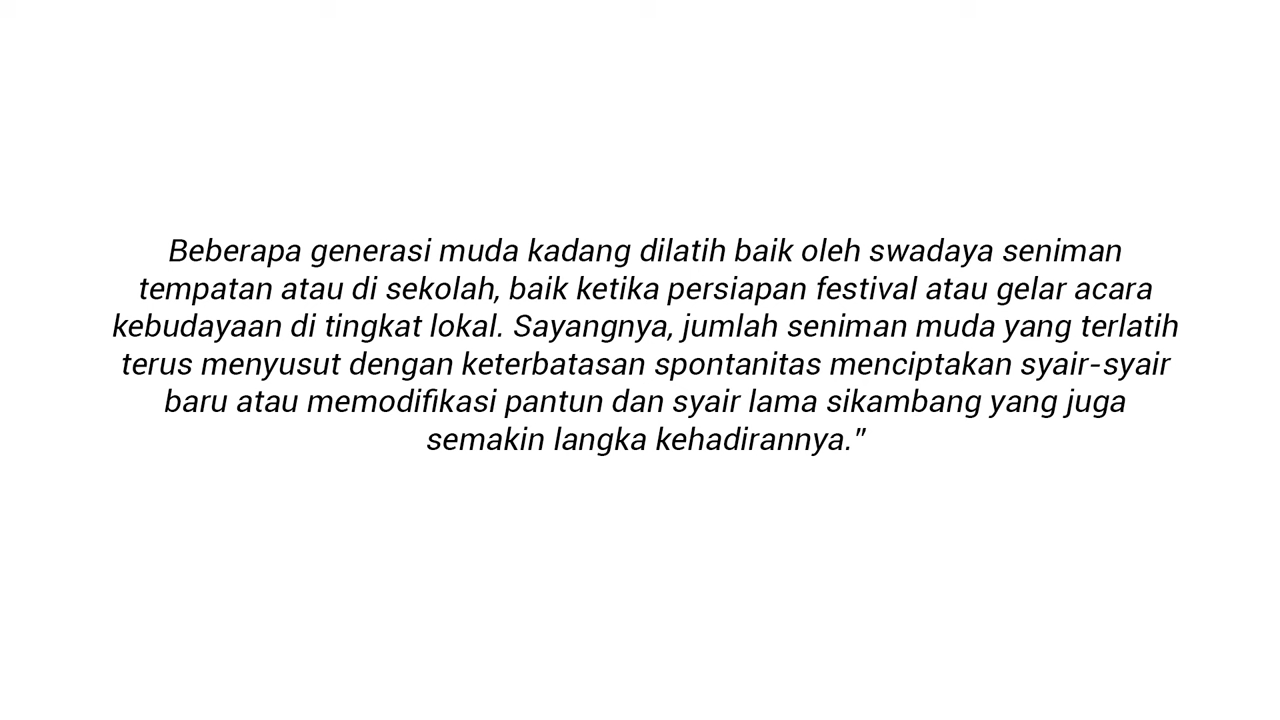 Beberapa generasi muda kadang dilatih baik oleh swadaya seniman
tempatan atau di sekolah, baik ketika persiapan festival atau gelar acara
kebudayaan di tingkat lokal. Sayangnya, jumlah seniman muda yang terlatih
terus menyusut dengan keterbatasan spontanitas menciptakan syair-syair
baru atau memodifikasi pantun dan syair lama sikambang yang juga
semakin langka kehadirannya."